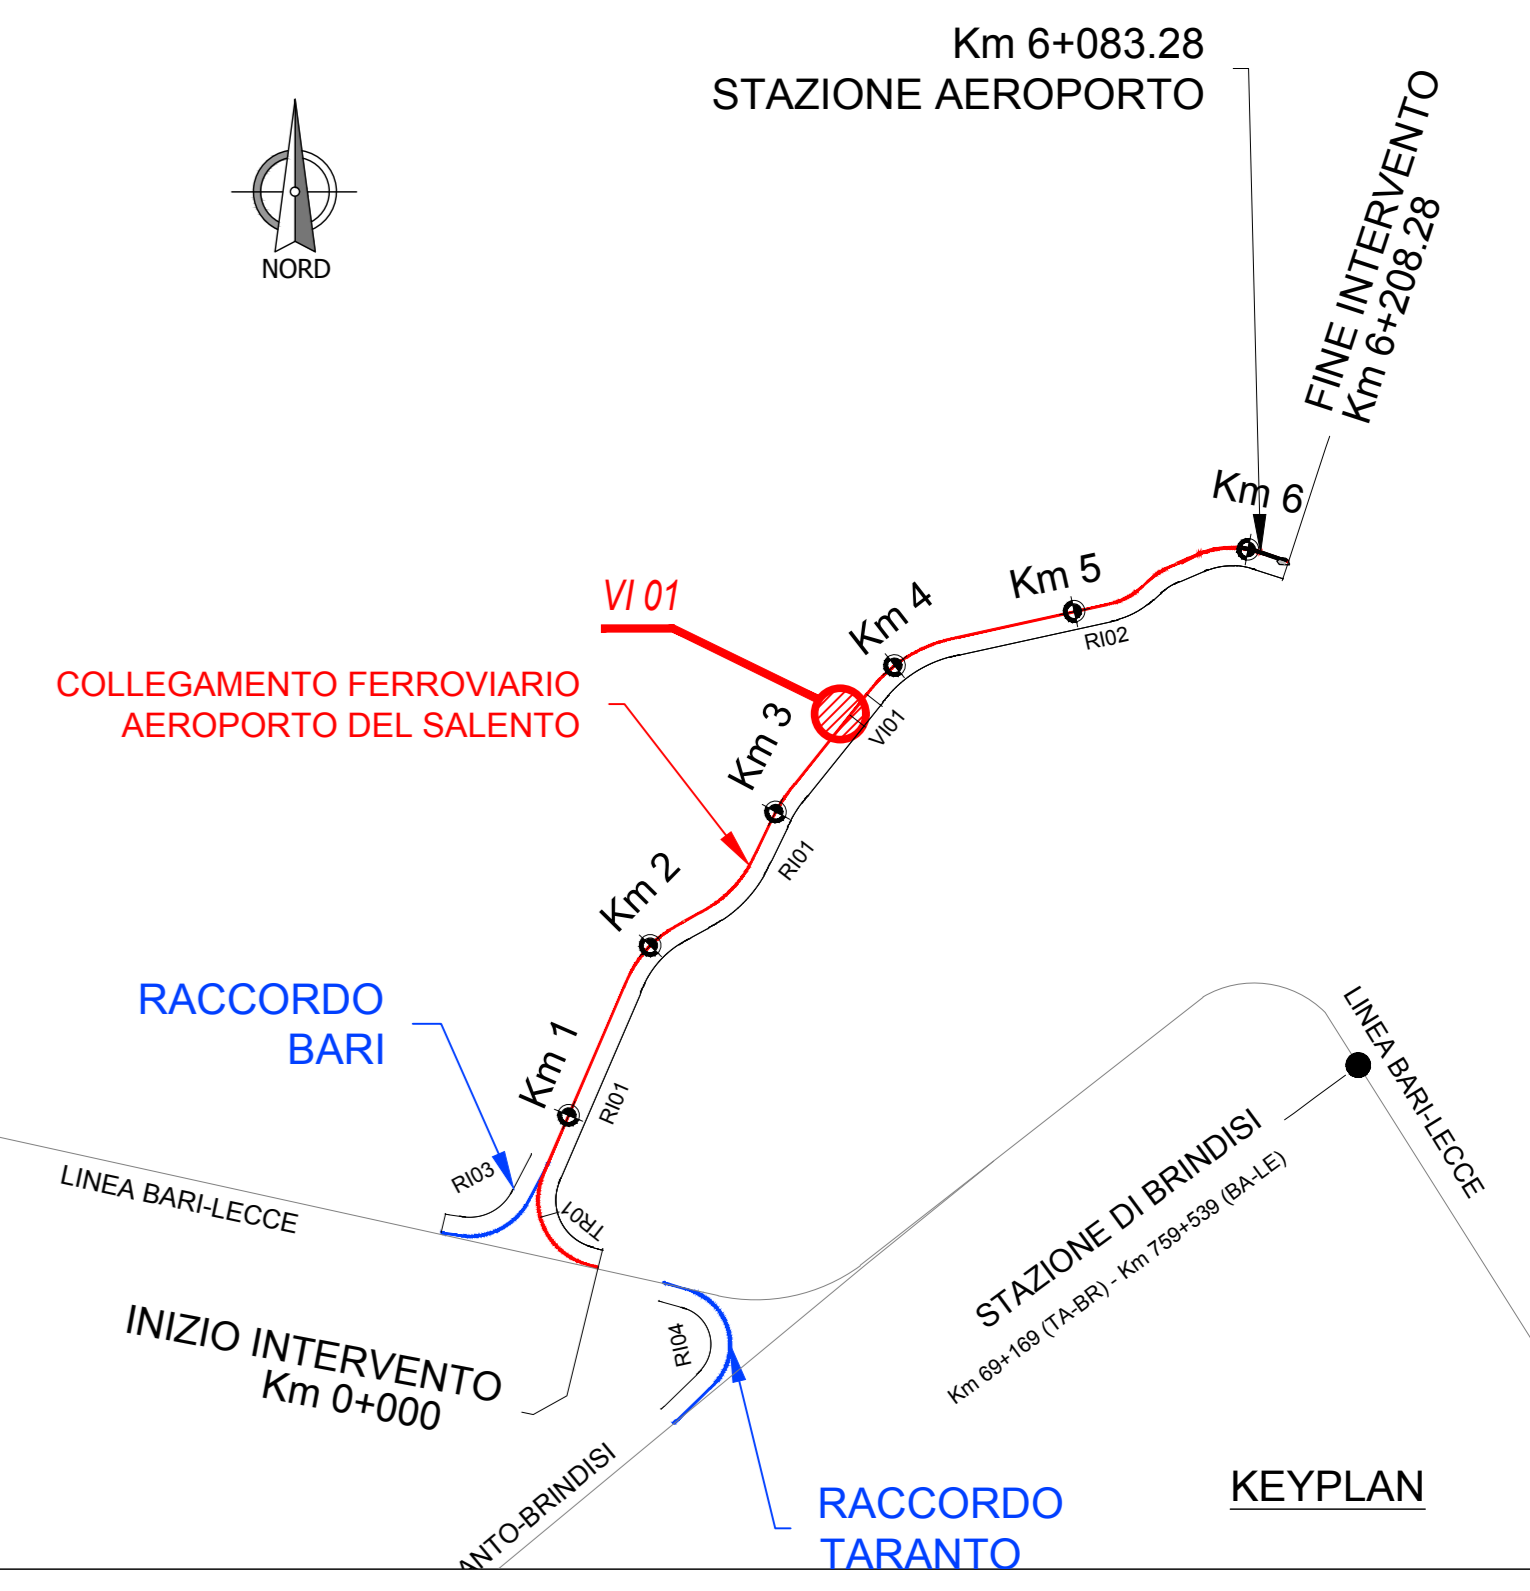 Km 6+083.28
STAZIONE AEROPORTO
FINE INTERVENTO
Km 6+208.28
NORD
Km 6
Km 5
RI02
VI 01
Km 4
COLLEGAMENTO FERROVIARIO
AEROPORTO DEL SALENTO
Km 3
VI01
RI01
Km 2
RACCORDO
BARI
Km 1
RI01
LINEA BARI-LECCE
RI03
TR01
LINEA BARI-LECCE
STAZIONE DI BRINDISI
Km 69+169 (TA-BR) - Km 759+539 (BA-LE)
INIZIO INTERVENTO
Km 0+000
RI04
ANTO-BRINDISI
RACCORDO
TARANTO
KEYPLAN